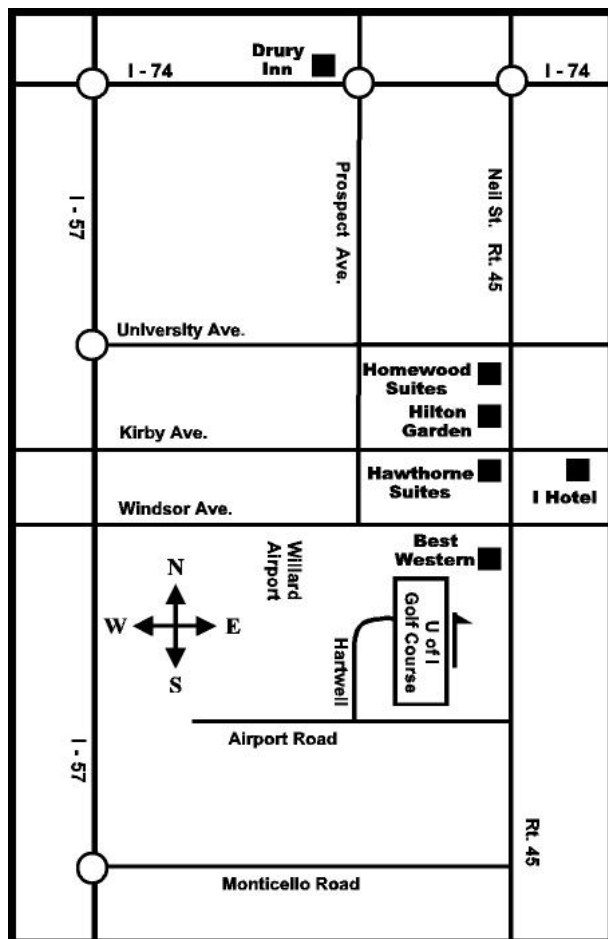 Drury
Inn
I - 74
I - 74
I - 57
Prospect Ave.
Neil St. Rt. 45
University Ave.
Homewood
Suites
Hilton
Garden
Kirby Ave.
Hawthorne
Suites
I Hotel
Windsor Ave.
Best
Western
Willard
Airport
N
W
E
S
U of I
Golf Course
Hartwell
Airport Road
I - 57
Rt. 45
Monticello Road